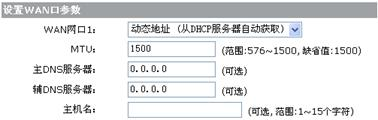 设置WAN口参数
WAN网口1: 动态地址 (从DHCP服务器自动获取)
MTU: 1500 (范围:576~1500, 缺省值:1500)
主DNS服务器: 0.0.0.0 (可选)
辅DNS服务器: 0.0.0.0 (可选)
主机名: (可选, 范围:1~15个字符)